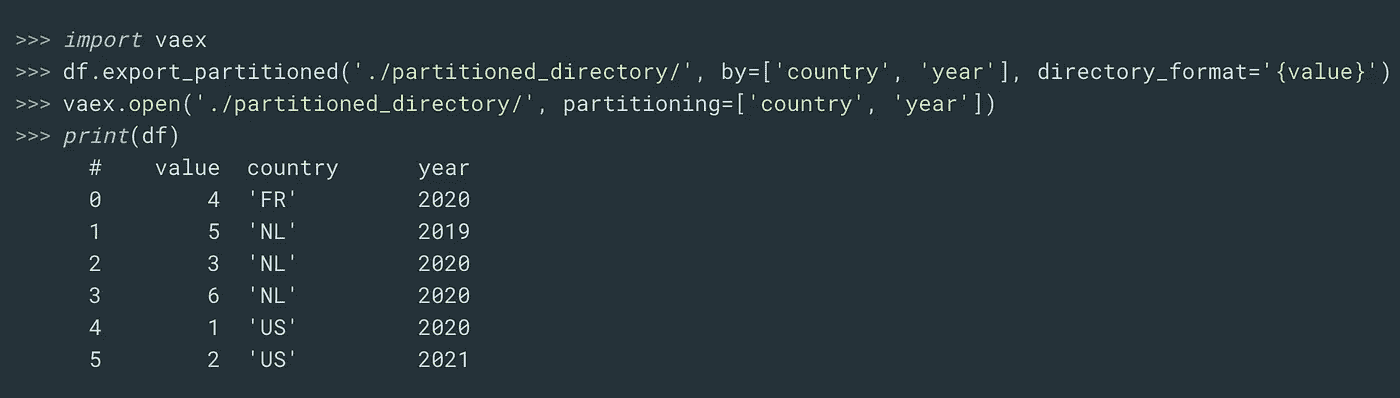 >>> import vaex
>>> df.export_partitioned('./partitioned_directory/', by=['country', 'year'], directory_format='{value}')
>>> vaex.open('./partitioned_directory/', partitioning=['country', 'year'])
>>> print(df)
# value country year
0 4 'FR' 2020
1 5 'NL' 2019
2 3 'NL' 2020
3 6 'NL' 2020
4 1 'US' 2020
5 2 'US' 2021